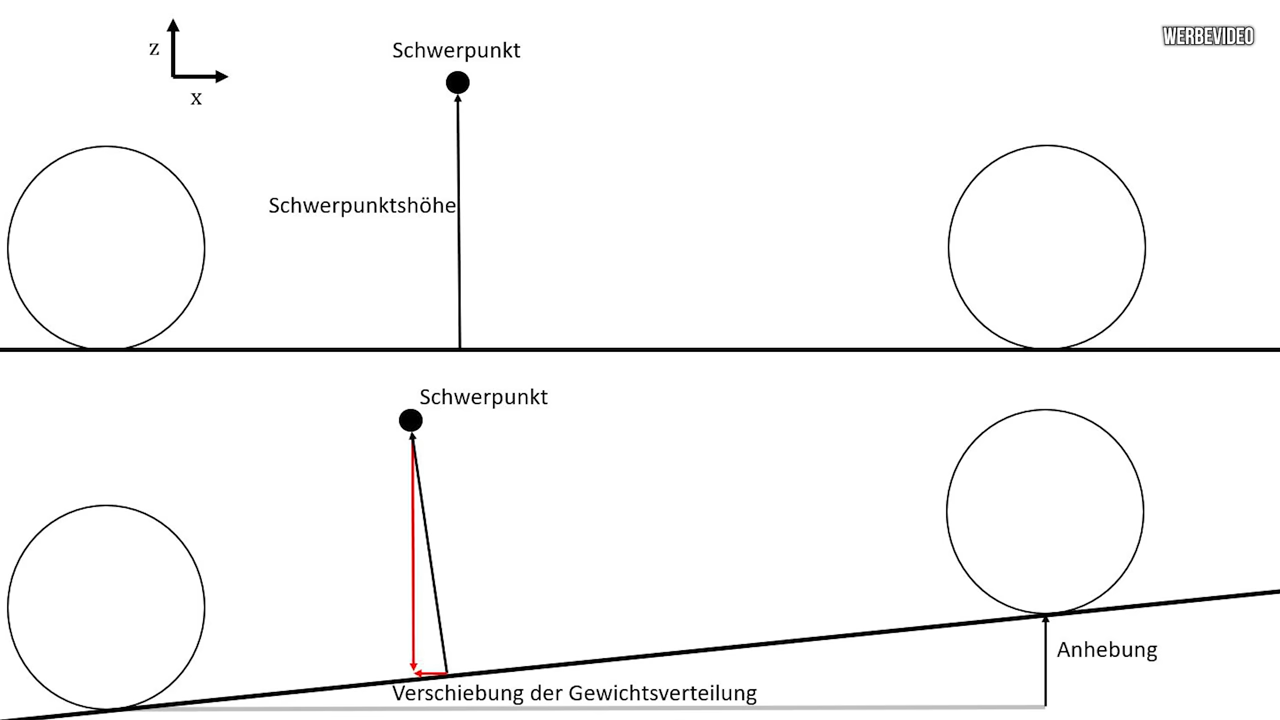 Schwerpunkt
WERBEVIDEO
z
x
Schwerpunktshöhe
Schwerpunkt
Anhebung
Verschiebung der Gewichtsverteilung